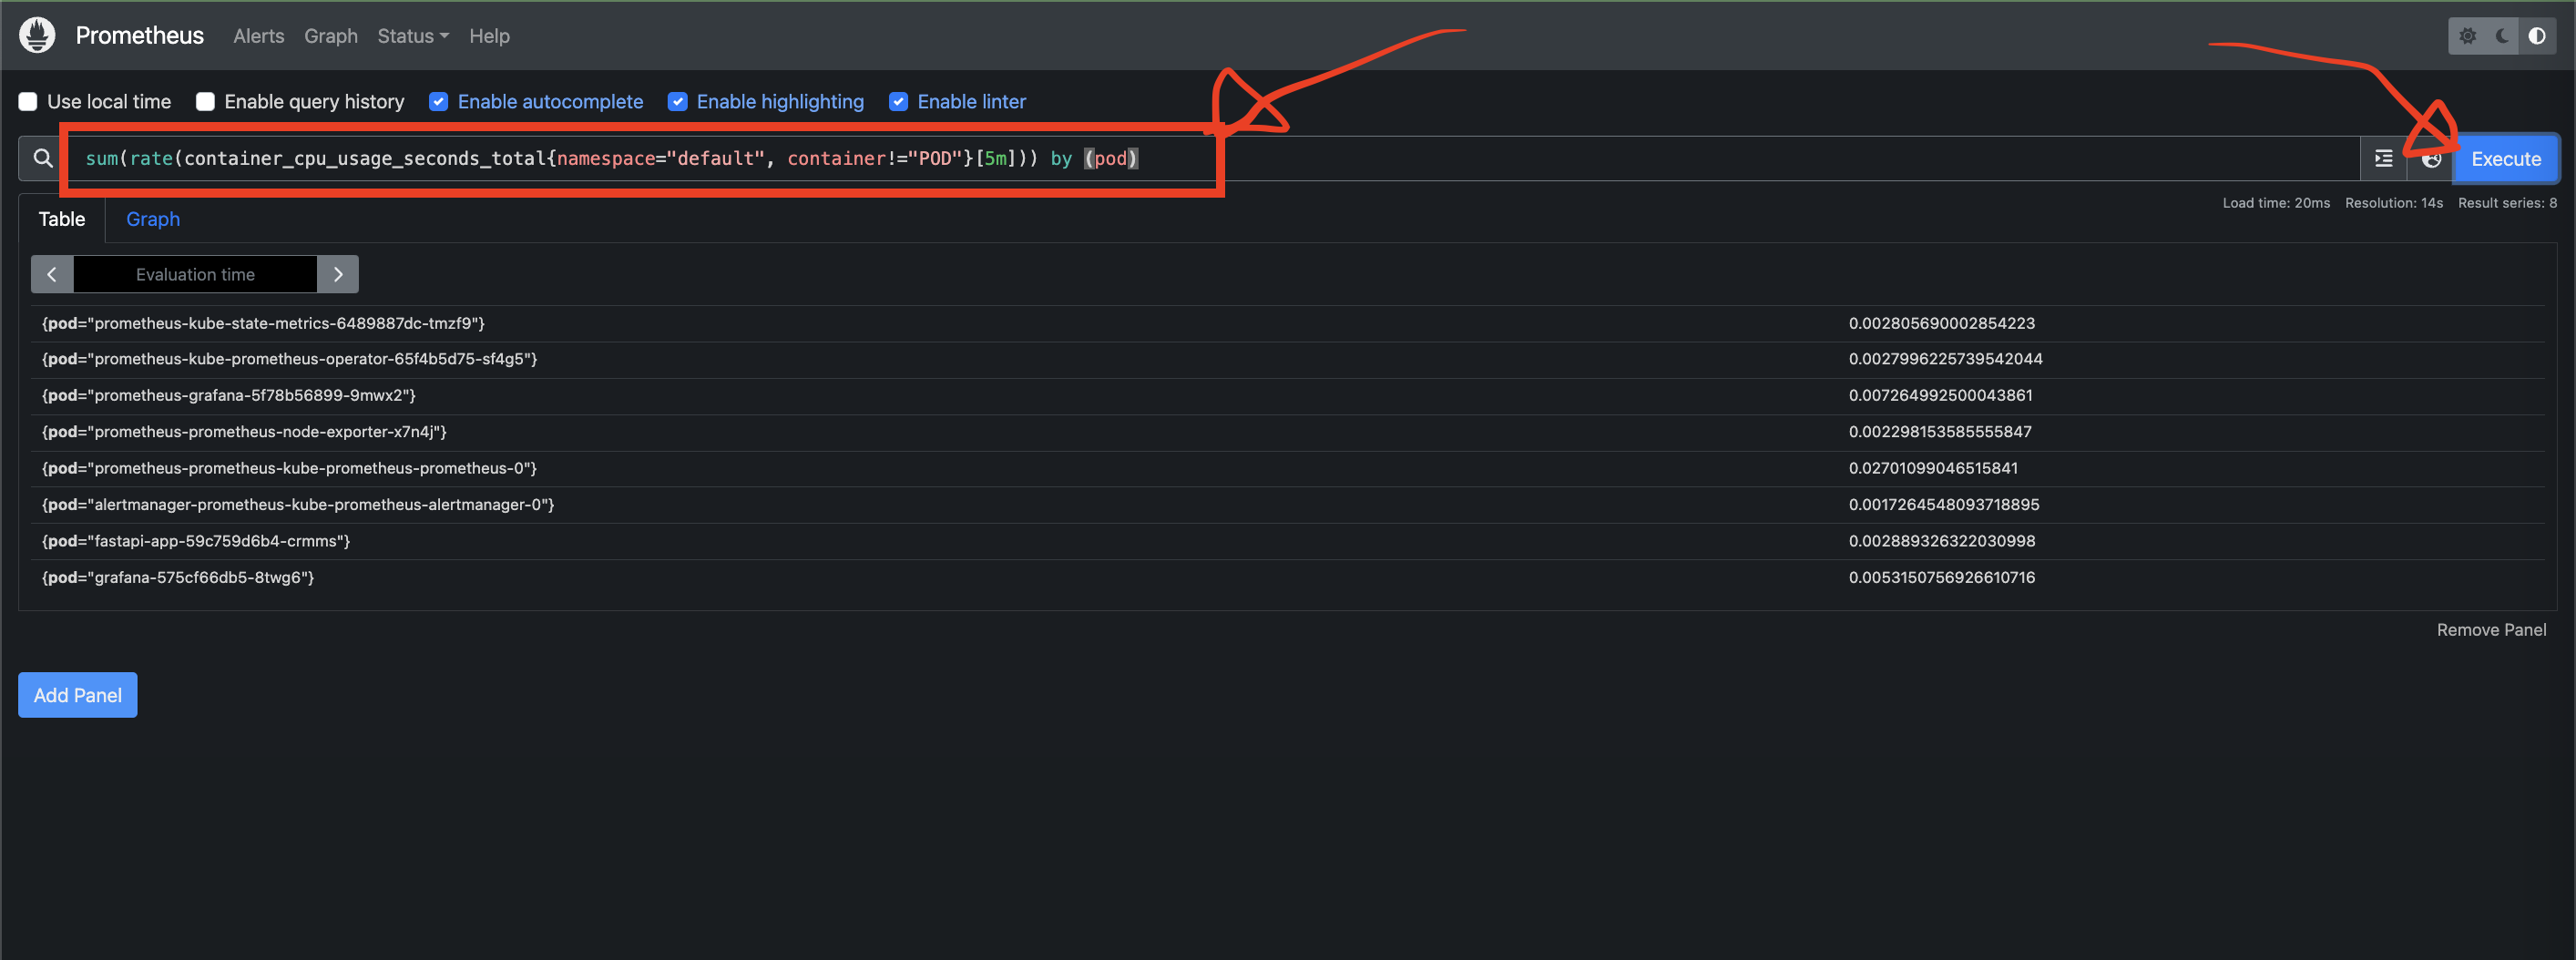 Prometheus Alerts Graph Status Help
Use local time Enable query history Enable autocomplete Enable highlighting Enable linter
sum(rate(container_cpu_usage_seconds_total{namespace="default", container!="POD"}[5m])) by (pod)
Execute
Load time: 20ms Resolution: 14s Result series: 8
Table Graph
Evaluation time
{pod="prometheus-kube-state-metrics-6489887dc-tmzf9"} 0.002805690002854223
{pod="prometheus-kube-prometheus-operator-65f4b5d75-sf4g5"} 0.0027996225739542044
{pod="prometheus-grafana-5f78b56899-9mwx2"} 0.007264992500043861
{pod="prometheus-prometheus-node-exporter-x7n4j"} 0.002298153585555847
{pod="prometheus-prometheus-kube-prometheus-prometheus-0"} 0.02701099046515841
{pod="alertmanager-prometheus-kube-prometheus-alertmanager-0"} 0.0017264548093718895
{pod="fastapi-app-59c759d6b4-crmms"} 0.002889326322030998
{pod="grafana-575cf66db5-8twg6"} 0.0053150756926610716
Remove Panel
Add Panel